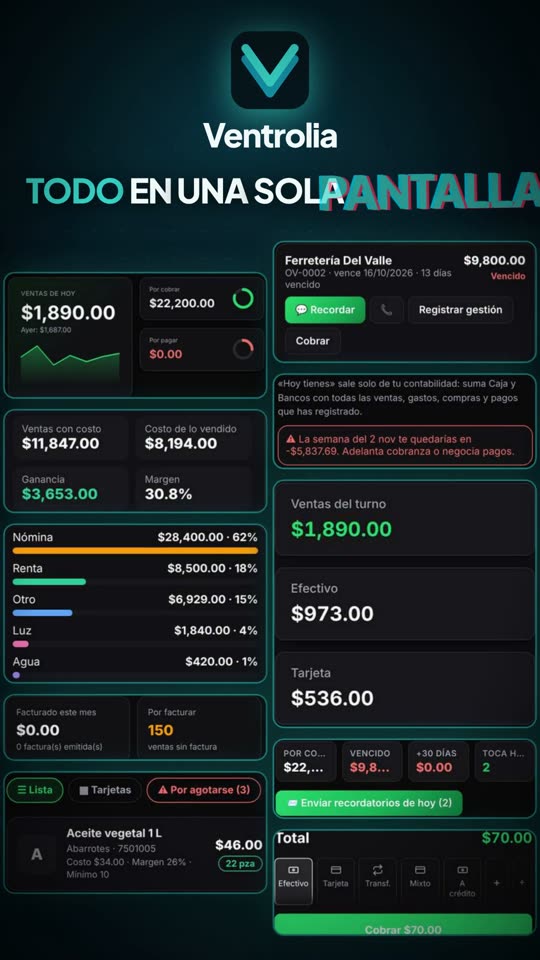 Ventrolia
TODO EN UNA SOLA PANTALLA
VENTAS DE HOY
$1,890.00
Ayer: $1,687.00
Por cobrar
$22,200.00
Por pagar
$0.00
Ventas con costo
$11,847.00
Costo de lo vendido
$8,194.00
Ganancia
$3,653.00
Margen
30.8%
Nómina $28,400.00 · 62%
Renta $8,500.00 · 18%
Otro $6,929.00 · 15%
Luz $1,840.00 · 4%
Agua $420.00 · 1%
Facturado este mes
$0.00
0 factura(s) emitida(s)
Por facturar
150
ventas sin factura
Lista
Tarjetas
Por agotarse (3)
A
Aceite vegetal 1 L
Abarrotes · 7501005
Costo $34.00 · Margen 26% ·
Mínimo 10
$46.00
22 pza
Ferretería Del Valle $9,800.00
OV-0002 · vence 16/10/2026 · 13 días
vencido
Vencido
Recordar
Registrar gestión
Cobrar
«Hoy tienes» sale solo de tu contabilidad: suma Caja y
Bancos con todas las ventas, gastos, compras y pagos
que has registrado.
La semana del 2 nov te quedarías en
-$5,837.69. Adelanta cobranza o negocia pagos.
Ventas del turno
$1,890.00
Efectivo
$973.00
Tarjeta
$536.00
POR CO...
$22,...
VENCIDO
$9,8...
+30 DÍAS
$0.00
TOCA H...
2
Enviar recordatorios de hoy (2)
Total $70.00
Efectivo
Tarjeta
Transf.
Mixto
A
crédito
+
+
Cobrar $70.00